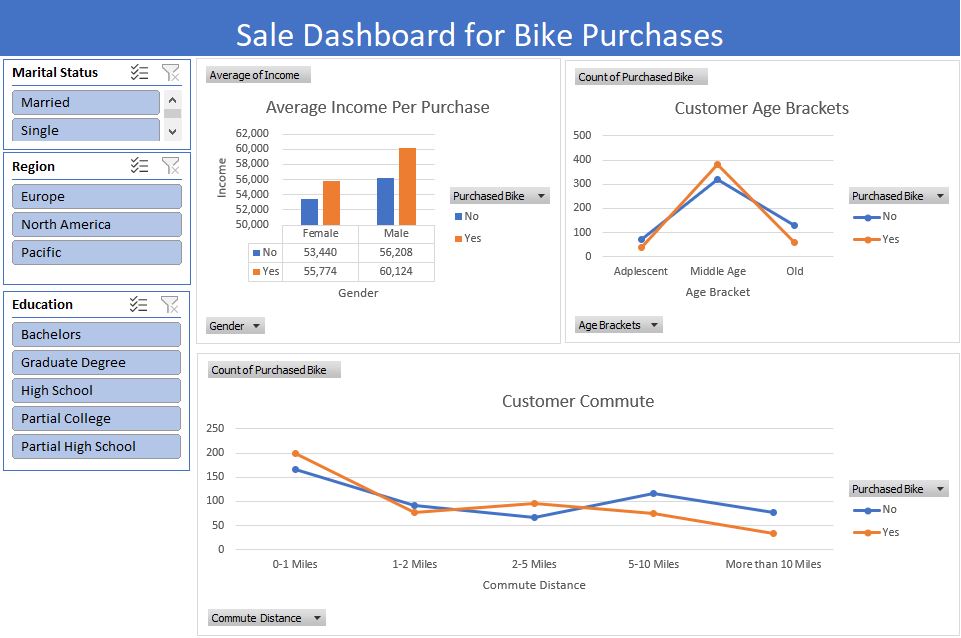 Sale Dashboard for Bike Purchases
Marital Status
Married
Single
Region
Europe
North America
Pacific
Education
Bachelors
Graduate Degree
High School
Partial College
Partial High School
Average of Income
Average Income Per Purchase
62,000
60,000
58,000
56,000
54,000
52,000
50,000
Income
Female Male
No 53,440 56,208
Yes 55,774 60,124
Gender
Purchased Bike
No
Yes
Gender
Count of Purchased Bike
Customer Age Brackets
500
400
300
200
100
0
Adplescent Middle Age Old
Age Bracket
Purchased Bike
No
Yes
Age Brackets
Count of Purchased Bike
Customer Commute
250
200
150
100
50
0
0-1 Miles 1-2 Miles 2-5 Miles 5-10 Miles More than 10 Miles
Commute Distance
Purchased Bike
No
Yes
Commute Distance